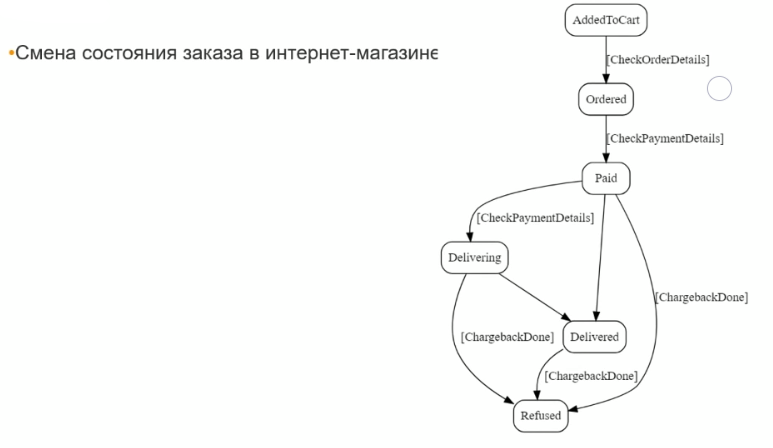 •Смена состояния заказа в интернет-магазине
AddedToCart
[CheckOrderDetails]
Ordered
[CheckPaymentDetails]
Paid
[CheckPaymentDetails]
Delivering
[ChargebackDone]
[ChargebackDone]
Delivered
[ChargebackDone]
Refused